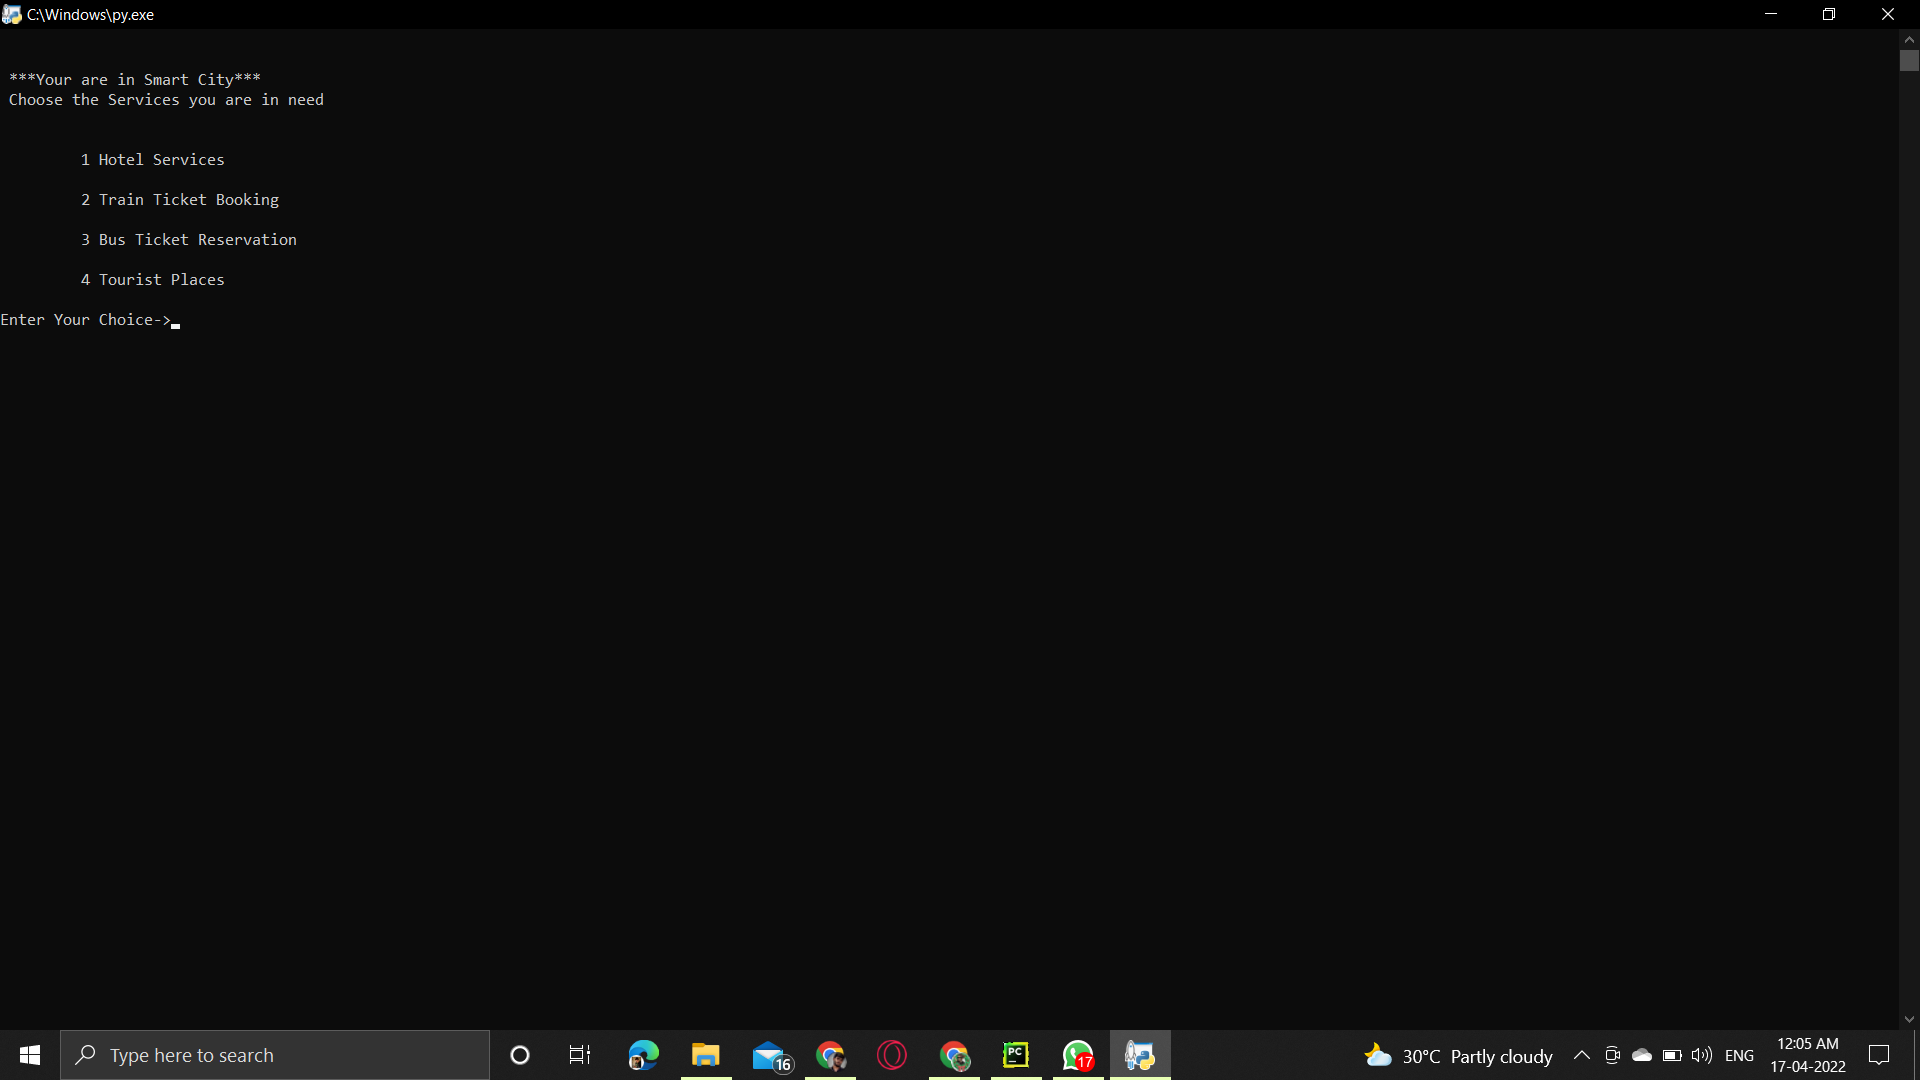 C:\Windows\py.exe
***Your are in Smart City***
Choose the Services you are in need
1 Hotel Services
2 Train Ticket Booking
3 Bus Ticket Reservation
4 Tourist Places
Enter Your Choice->
Type here to search
16
PC
17
30°C Partly cloudy
ENG
12:05 AM
17-04-2022